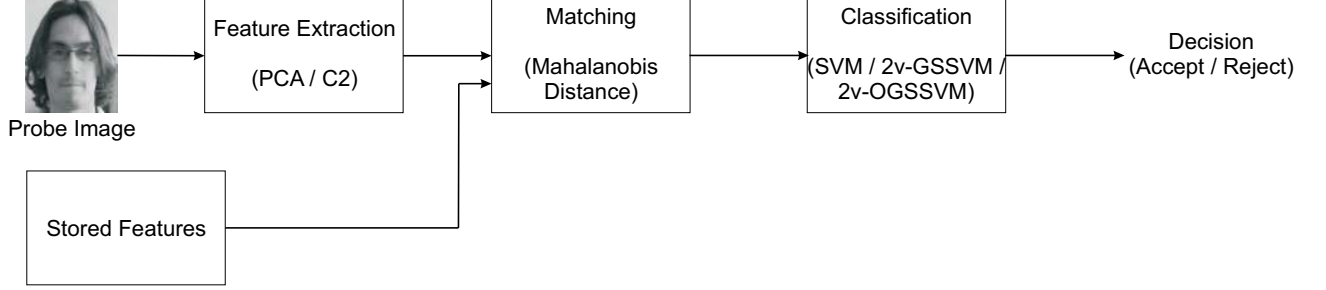 Probe Image
Feature Extraction
(PCA / C2)
Matching
(Mahalanobis
Distance)
Classification
(SVM / 2v-GSSVM /
2v-OGSSVM)
Decision
(Accept / Reject)
Stored Features